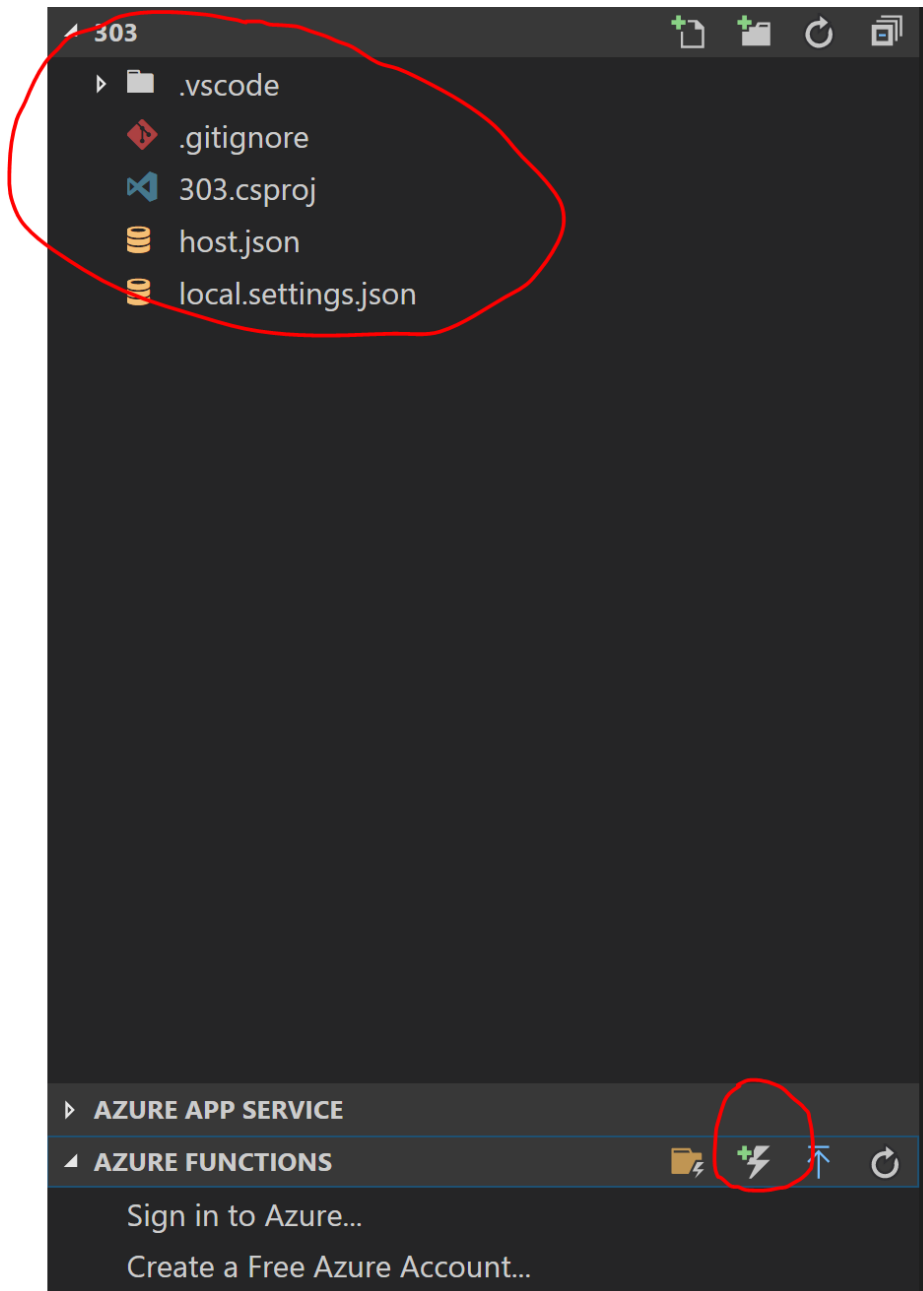 303
.vscode
.gitignore
303.csproj
host.json
local.settings.json
AZURE APP SERVICE
AZURE FUNCTIONS
Sign in to Azure...
Create a Free Azure Account...